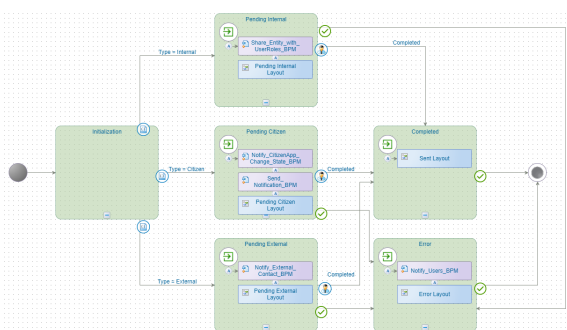 Pending Internal
Share_Entity_with_
UserRoles_BPM
Pending Internal
Layout
Type = Internal
Completed
Initialization
Pending Citizen
Completed
Notify_CitizenApp_
Change_State_BPM
Sent Layout
Type = Citizen
Completed
Send_
Notification_BPM
Pending Citizen
Layout
Pending External
Error
Notify_External_
Contact_BPM
Completed
Notify_Users_BPM
Type = External
Pending External
Layout
Error Layout